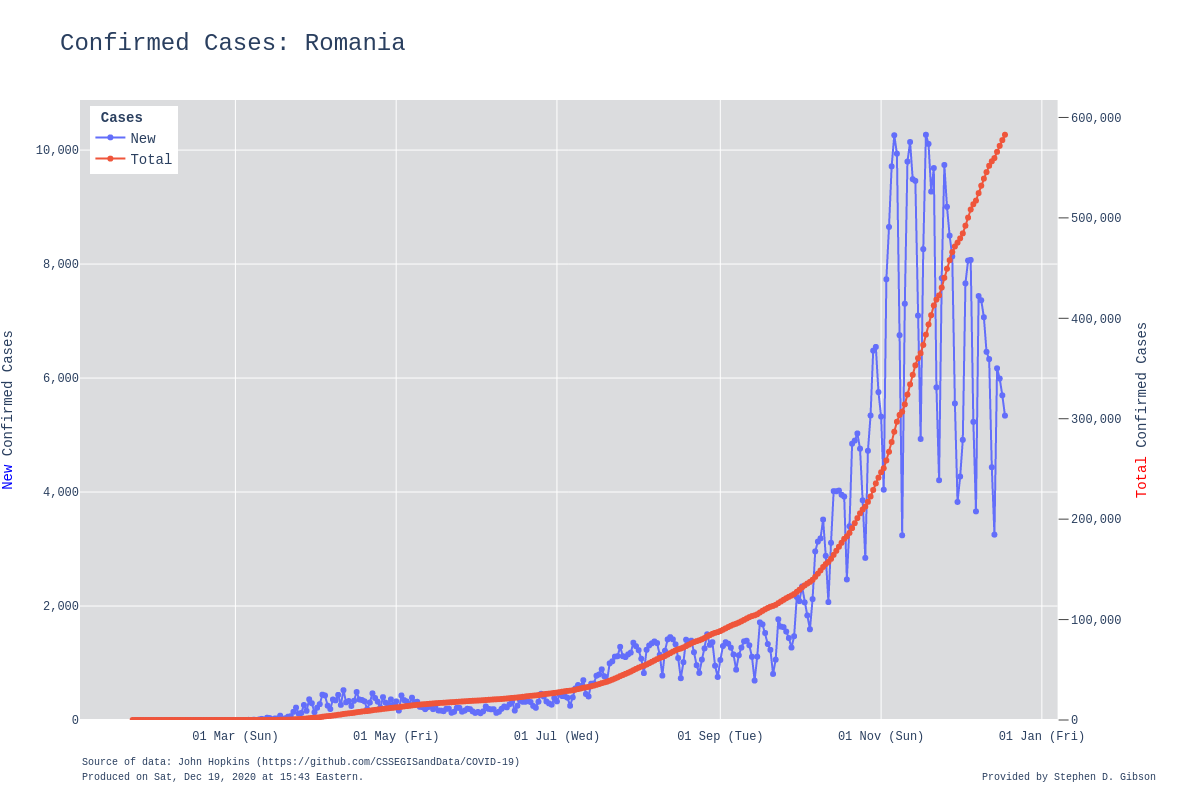 Confirmed Cases: Romania
Cases
New
Total
10,000
8,000
6,000
4,000
2,000
0
600,000
500,000
400,000
300,000
200,000
100,000
0
New Confirmed Cases
Total Confirmed Cases
01 Mar (Sun)
01 May (Fri)
01 Jul (Wed)
01 Sep (Tue)
01 Nov (Sun)
01 Jan (Fri)
Source of data: John Hopkins (https://github.com/CSSEGISandData/COVID-19)
Produced on Sat, Dec 19, 2020 at 15:43 Eastern.
Provided by Stephen D. Gibson